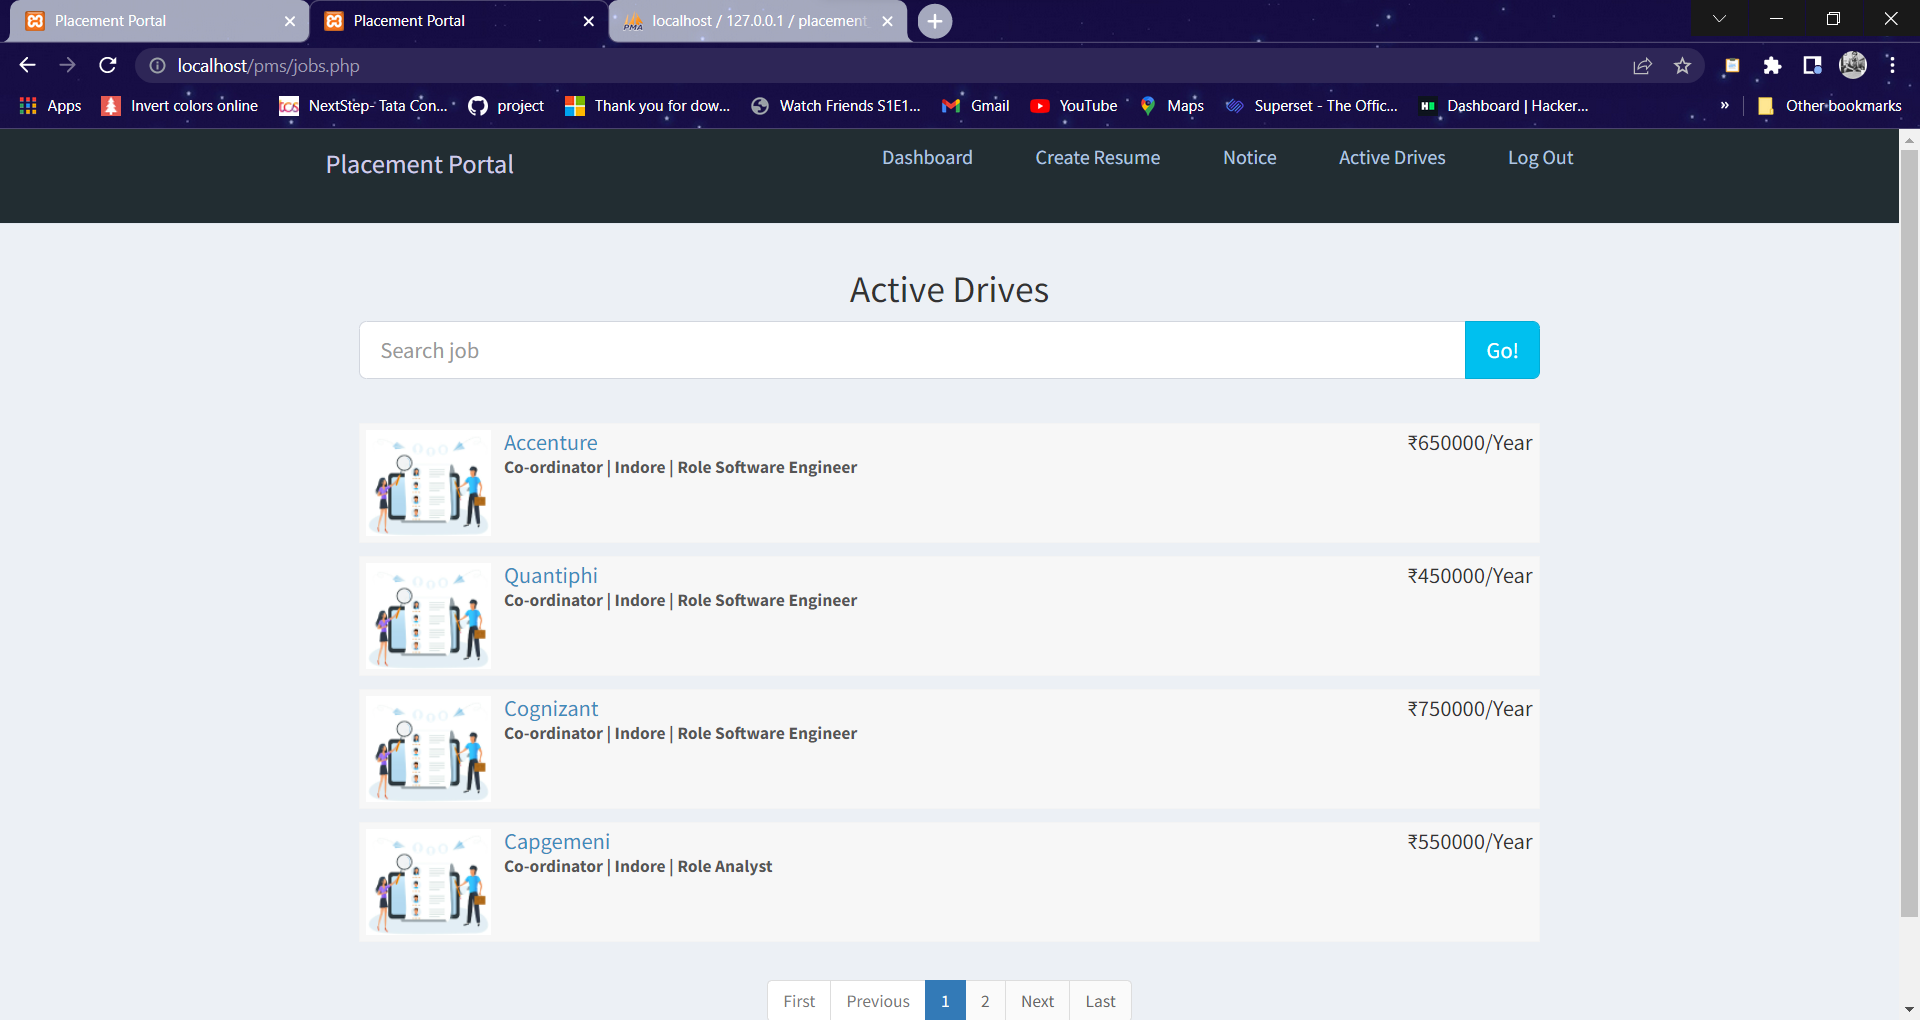 Placement Portal
Placement Portal
PMA localhost / 127.0.0.1 / placement
localhost/pms/jobs.php
Apps Invert colors online tcs NextStep- Tata Con... project Thank you for dow... Watch Friends S1E1... Gmail YouTube Maps Superset - The Offic... H Dashboard | Hacker... » Other bookmarks
Placement Portal Dashboard Create Resume Notice Active Drives Log Out
Active Drives
Search job Go!
Accenture ₹650000/Year
Co-ordinator | Indore | Role Software Engineer
Quantiphi ₹450000/Year
Co-ordinator | Indore | Role Software Engineer
Cognizant ₹750000/Year
Co-ordinator | Indore | Role Software Engineer
Capgemeni ₹550000/Year
Co-ordinator | Indore | Role Analyst
First Previous 1 2 Next Last